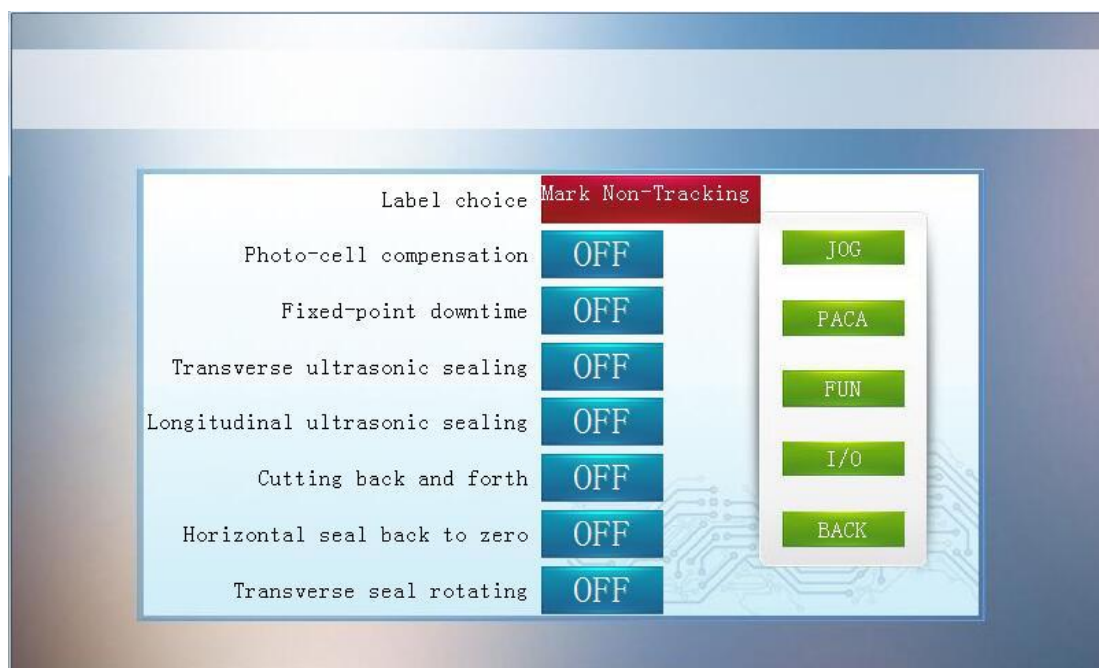 Label choice Mark Non-Tracking
Photo-cell compensation OFF JOG
Fixed-point downtime OFF PACA
Transverse ultrasonic sealing OFF
FUN
Longitudinal ultrasonic sealing OFF
Cutting back and forth OFF I/O
Horizontal seal back to zero OFF BACK
Transverse seal rotating OFF